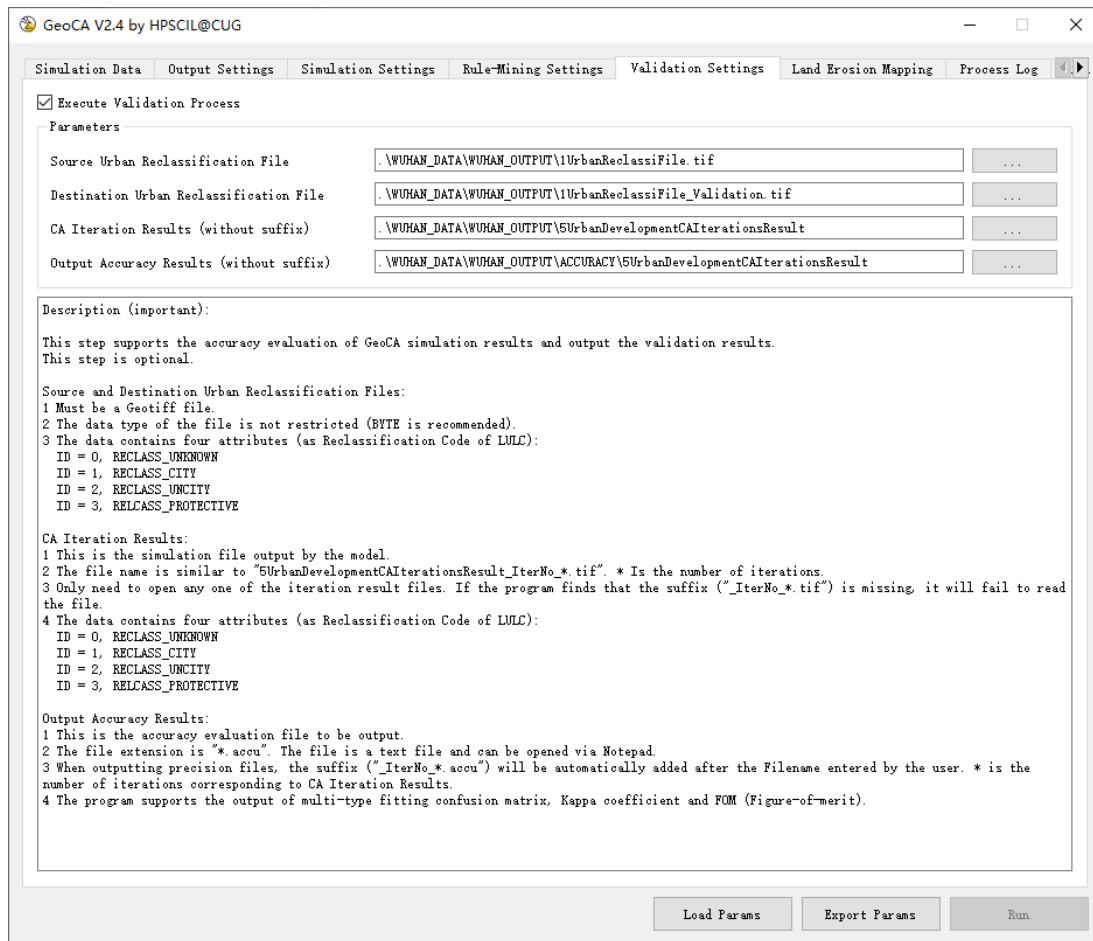 GeoCA V2.4 by HPSCIL@CUG
Simulation Data Output Settings Simulation Settings Rule-Mining Settings Validation Settings Land Erosion Mapping Process Log
Execute Validation Process
Parameters
Source Urban Reclassification File .\WUHAN_DATA\WUHAN_OUTPUT\1UrbanReclassiFile.tif ...
Destination Urban Reclassification File .\WUHAN_DATA\WUHAN_OUTPUT\1UrbanReclassiFile_Validation.tif ...
CA Iteration Results (without suffix) .\WUHAN_DATA\WUHAN_OUTPUT\5UrbanDevelopmentCAIterationsResult ...
Output Accuracy Results (without suffix) .\WUHAN_DATA\WUHAN_OUTPUT\ACCURACY\5UrbanDevelopmentCAIterationsResult ...
Description (important):
This step supports the accuracy evaluation of GeoCA simulation results and output the validation results.
This step is optional.
Source and Destination Urban Reclassification Files:
1 Must be a Geotiff file.
2 The data type of the file is not restricted (BYTE is recommended).
3 The data contains four attributes (as Reclassification Code of LULC):
ID = 0, RECLASS_UNKNOWN
ID = 1, RECLASS_CITY
ID = 2, RECLASS_UNCITY
ID = 3, RELCASS_PROTECTIVE
CA Iteration Results:
1 This is the simulation file output by the model.
2 The file name is similar to "5UrbanDevelopmentCAIterationsResult_IterNo_*.tif". * Is the number of iterations.
3 Only need to open any one of the iteration result files. If the program finds that the suffix ("_IterNo_*.tif") is missing, it will fail to read
the file.
4 The data contains four attributes (as Reclassification Code of LULC):
ID = 0, RECLASS_UNKNOWN
ID = 1, RECLASS_CITY
ID = 2, RECLASS_UNCITY
ID = 3, RELCASS_PROTECTIVE
Output Accuracy Results:
1 This is the accuracy evaluation file to be output.
2 The file extension is "*.accu". The file is a text file and can be opened via Notepad.
3 When outputting precision files, the suffix ("_IterNo_*.accu") will be automatically added after the Filename entered by the user. * is the
number of iterations corresponding to CA Iteration Results.
4 The program supports the output of multi-type fitting confusion matrix, Kappa coefficient and FOM (Figure-of-merit).
Load Params Export Params Run